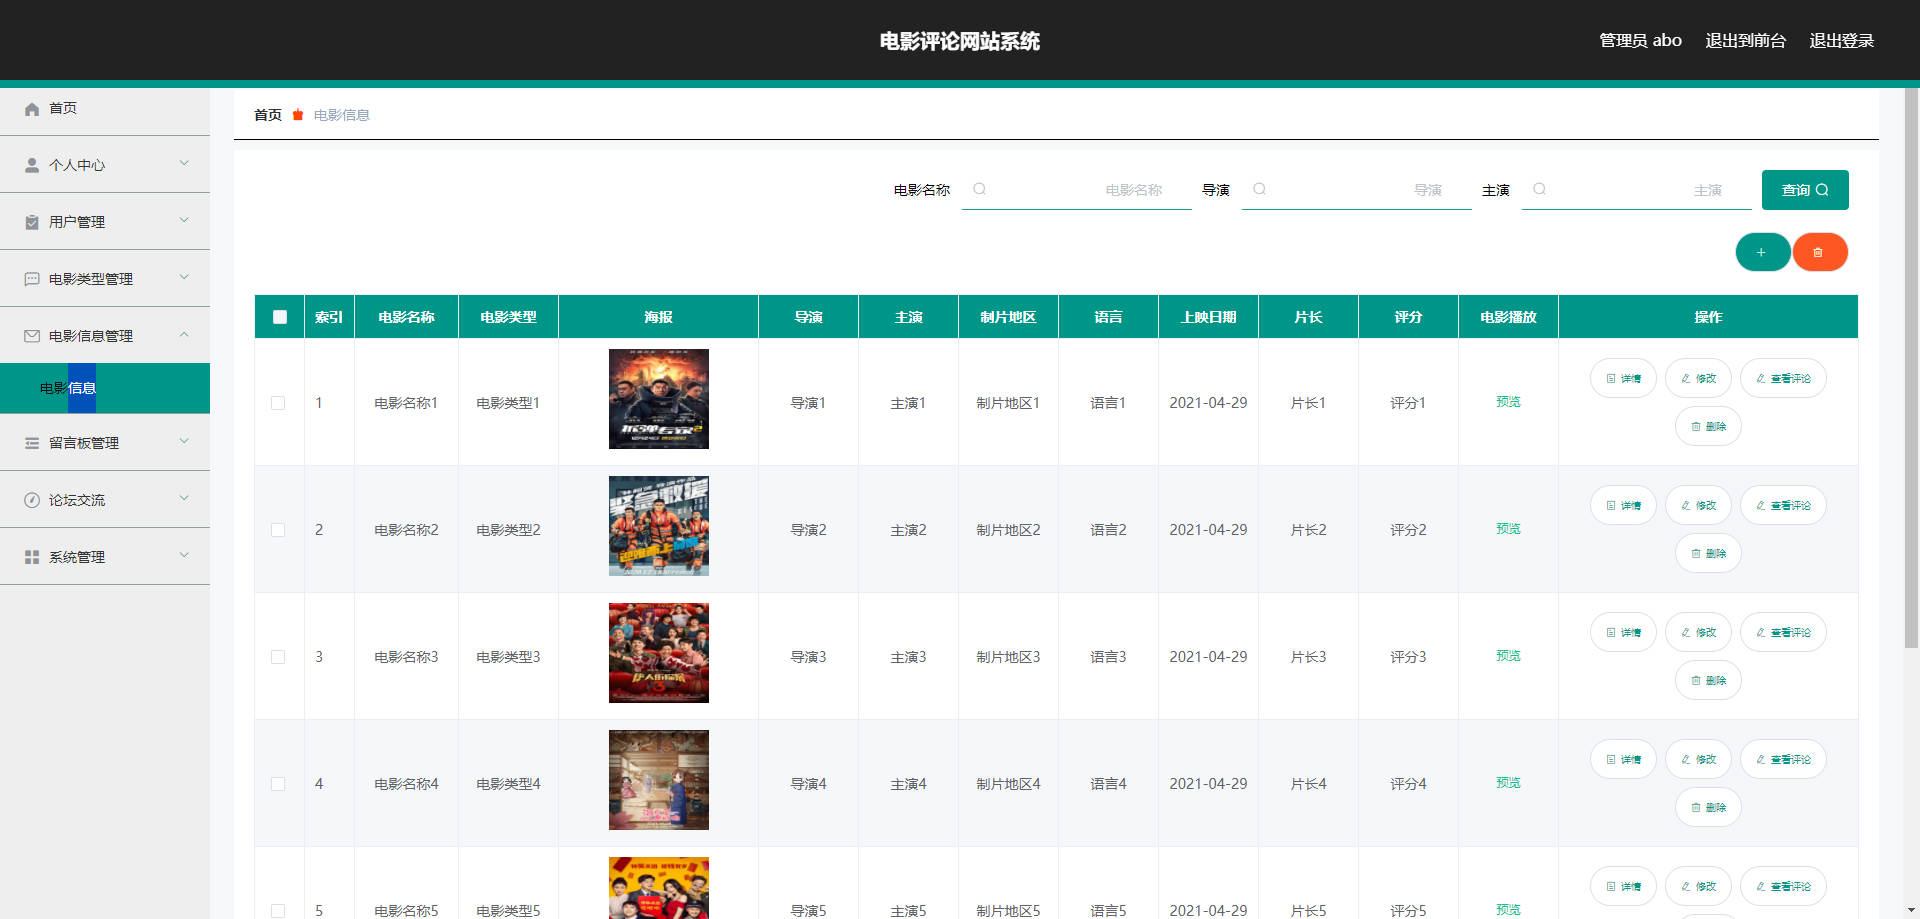 电影评论网站系统
管理员 abo 退出到前台 退出登录
首页
个人中心
用户管理
电影类型管理
电影信息管理
电影信息
留言板管理
论坛交流
系统管理
首页 电影信息
电影名称 电影名称 导演 导演 主演 主演 查询
索引 电影名称 电影类型 海报 导演 主演 制片地区 语言 上映日期 片长 评分 电影播放 操作
1 电影名称1 电影类型1 导演1 主演1 制片地区1 语言1 2021-04-29 片长1 评分1 预览 详情 修改 查看评论
删除
拆弹专家2
2 电影名称2 电影类型2 导演2 主演2 制片地区2 语言2 2021-04-29 片长2 评分2 预览 详情 修改 查看评论
删除
紧急救援
3 电影名称3 电影类型3 导演3 主演3 制片地区3 语言3 2021-04-29 片长3 评分3 预览 详情 修改 查看评论
删除
唐人街探案
3
4 电影名称4 电影类型4 导演4 主演4 制片地区4 语言4 2021-04-29 片长4 评分4 预览 详情 修改 查看评论
删除
5 电影名称5 电影类型5 导演5 主演5 制片地区5 语言5 2021-04-29 片长5 评分5 预览 详情 修改 查看评论